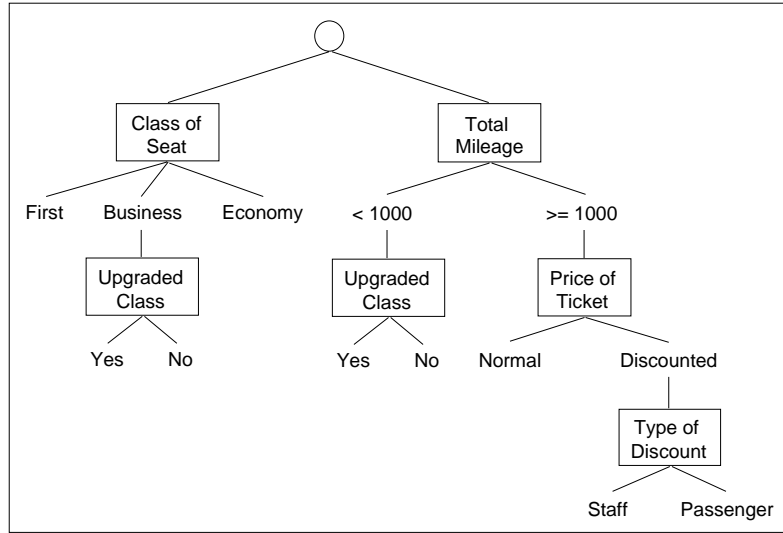 Class of
Seat
Total
Mileage
First
Business
Economy
< 1000
>= 1000
Upgraded
Class
Upgraded
Class
Price of
Ticket
Yes
No
Yes
No
Normal
Discounted
Type of
Discount
Staff
Passenger